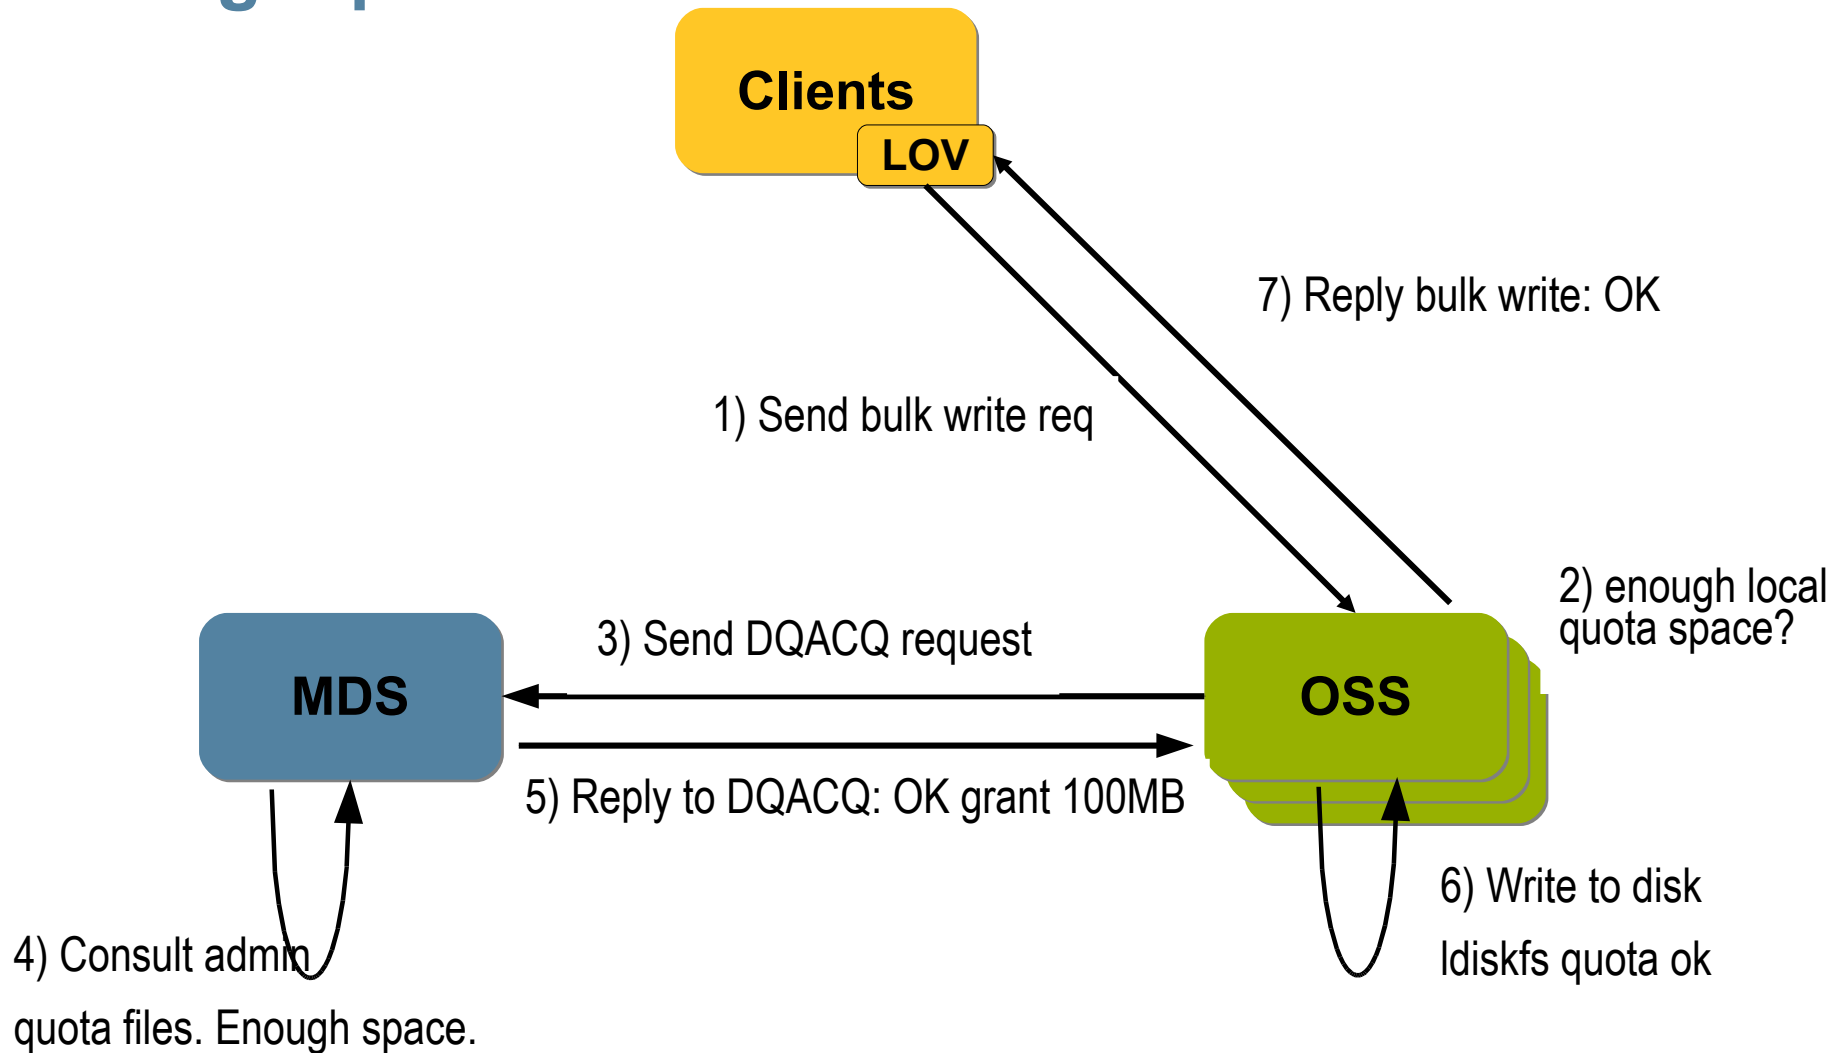 Clients
LOV
7) Reply bulk write: OK
1) Send bulk write req
2) enough local
quota space?
3) Send DQACQ request
MDS
OSS
5) Reply to DQACQ: OK grant 100MB
6) Write to disk
ldiskfs quota ok
4) Consult admin
quota files. Enough space.